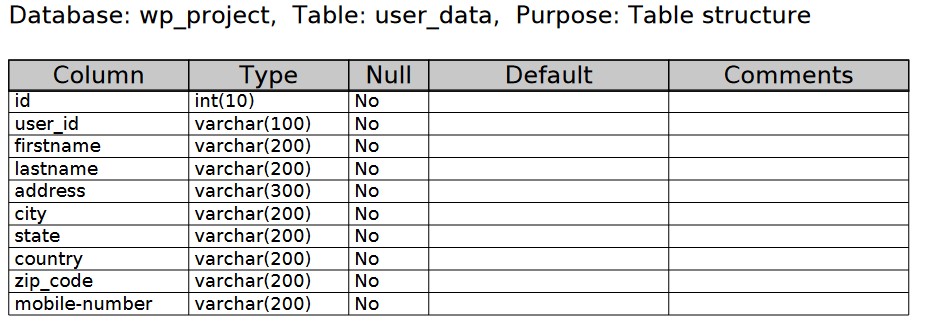 Database: wp_project, Table: user_data, Purpose: Table structure
Column Type Null Default Comments
id int(10) No
user_id varchar(100) No
firstname varchar(200) No
lastname varchar(200) No
address varchar(300) No
city varchar(200) No
state varchar(200) No
country varchar(200) No
zip_code varchar(200) No
mobile-number varchar(200) No